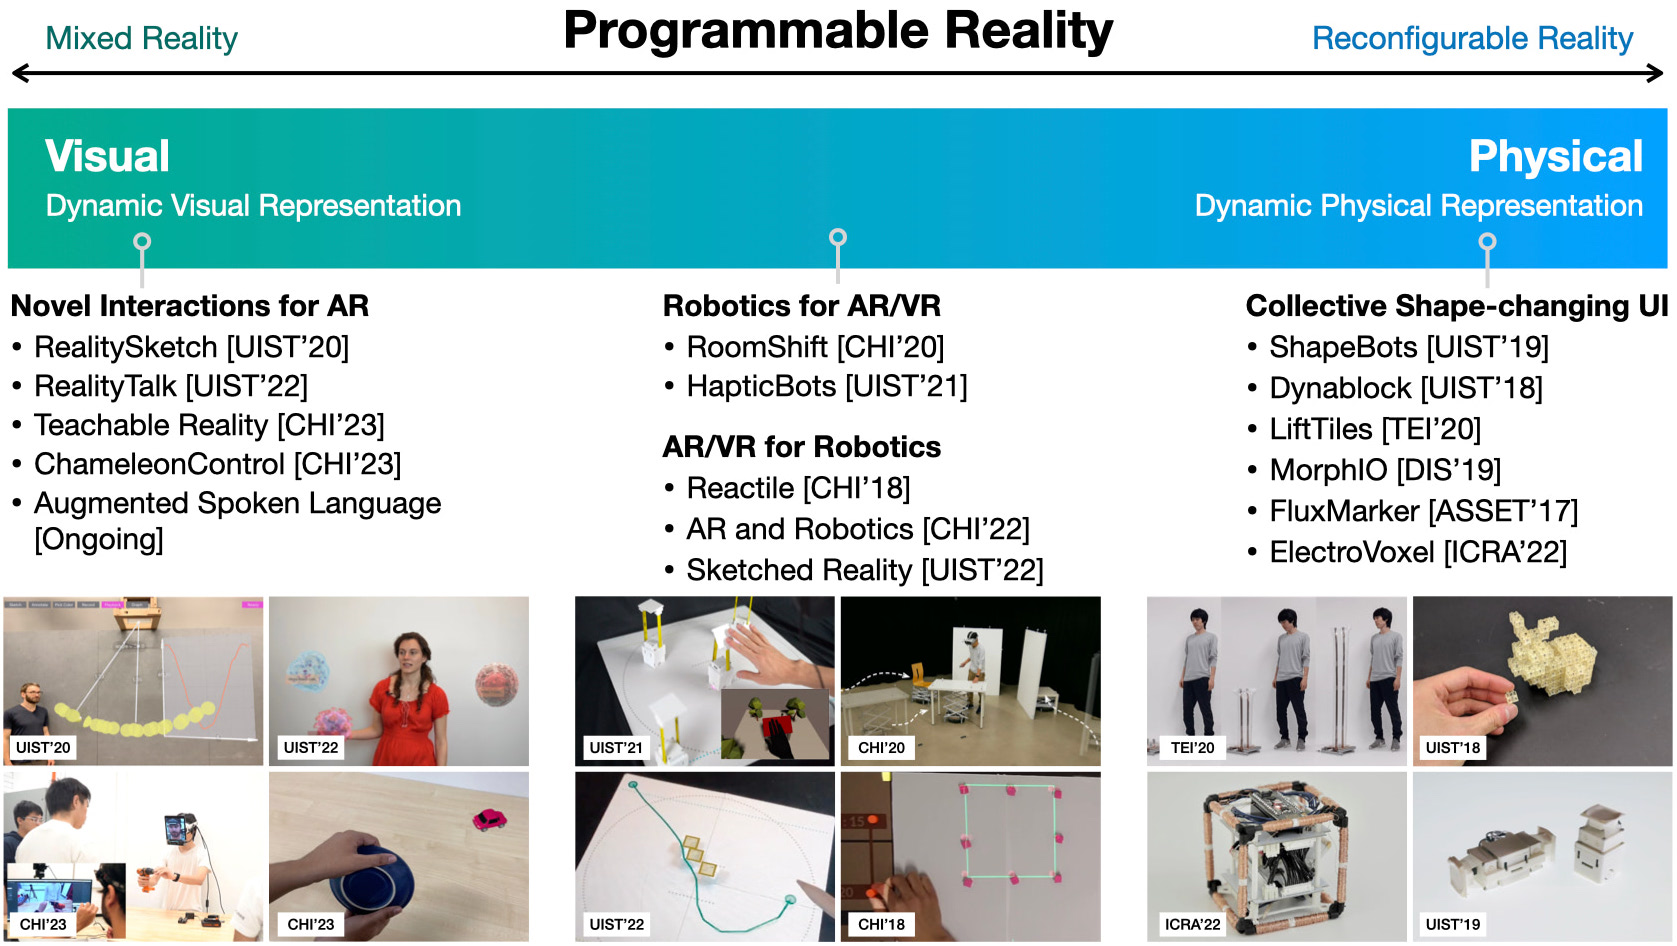 Mixed Reality
Programmable Reality
Reconfigurable Reality
Visual
Dynamic Visual Representation
Physical
Dynamic Physical Representation
Novel Interactions for AR
• RealitySketch [UIST’20]
• RealityTalk [UIST’22]
• Teachable Reality [CHI’23]
• ChameleonControl [CHI’23]
• Augmented Spoken Language
[Ongoing]
Robotics for AR/VR
• RoomShift [CHI’20]
• HapticBots [UIST’21]
AR/VR for Robotics
• Reactile [CHI’18]
• AR and Robotics [CHI’22]
• Sketched Reality [UIST’22]
Collective Shape-changing UI
• ShapeBots [UIST’19]
• Dynablock [UIST’18]
• LiftTiles [TEI’20]
• MorphIO [DIS’19]
• FluxMarker [ASSET’17]
• ElectroVoxel [ICRA’22]
UIST’20
UIST’22
UIST’21
CHI’20
TEI’20
UIST’18
CHI’23
CHI’23
UIST’22
15
20
CHI’18
ICRA’22
UIST’19